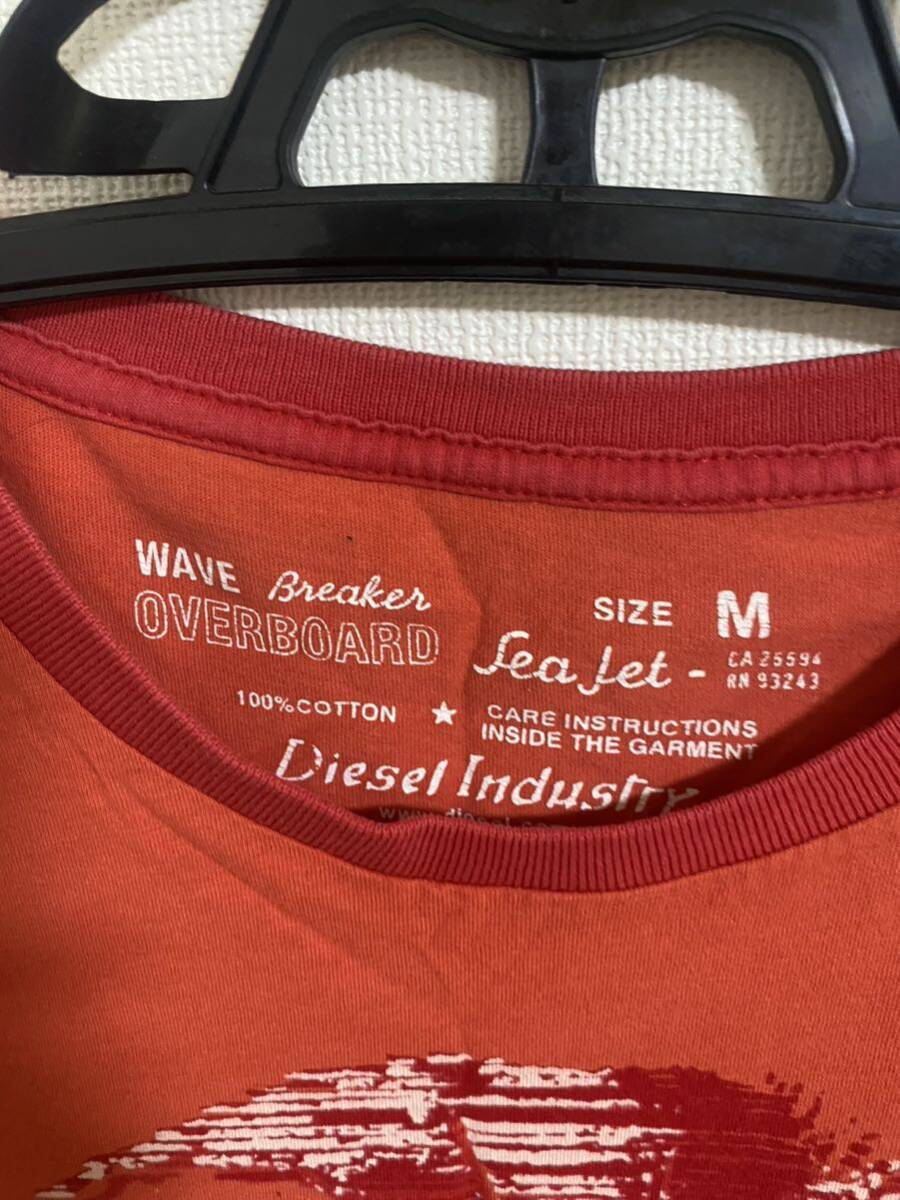 WAVE Breaker
OVERBOARD
SIZE M
Sea Jet -
CA 25594
RN 93243
100%COTTON ★ CARE INSTRUCTIONS
INSIDE THE GARMENT
Diesel Industry